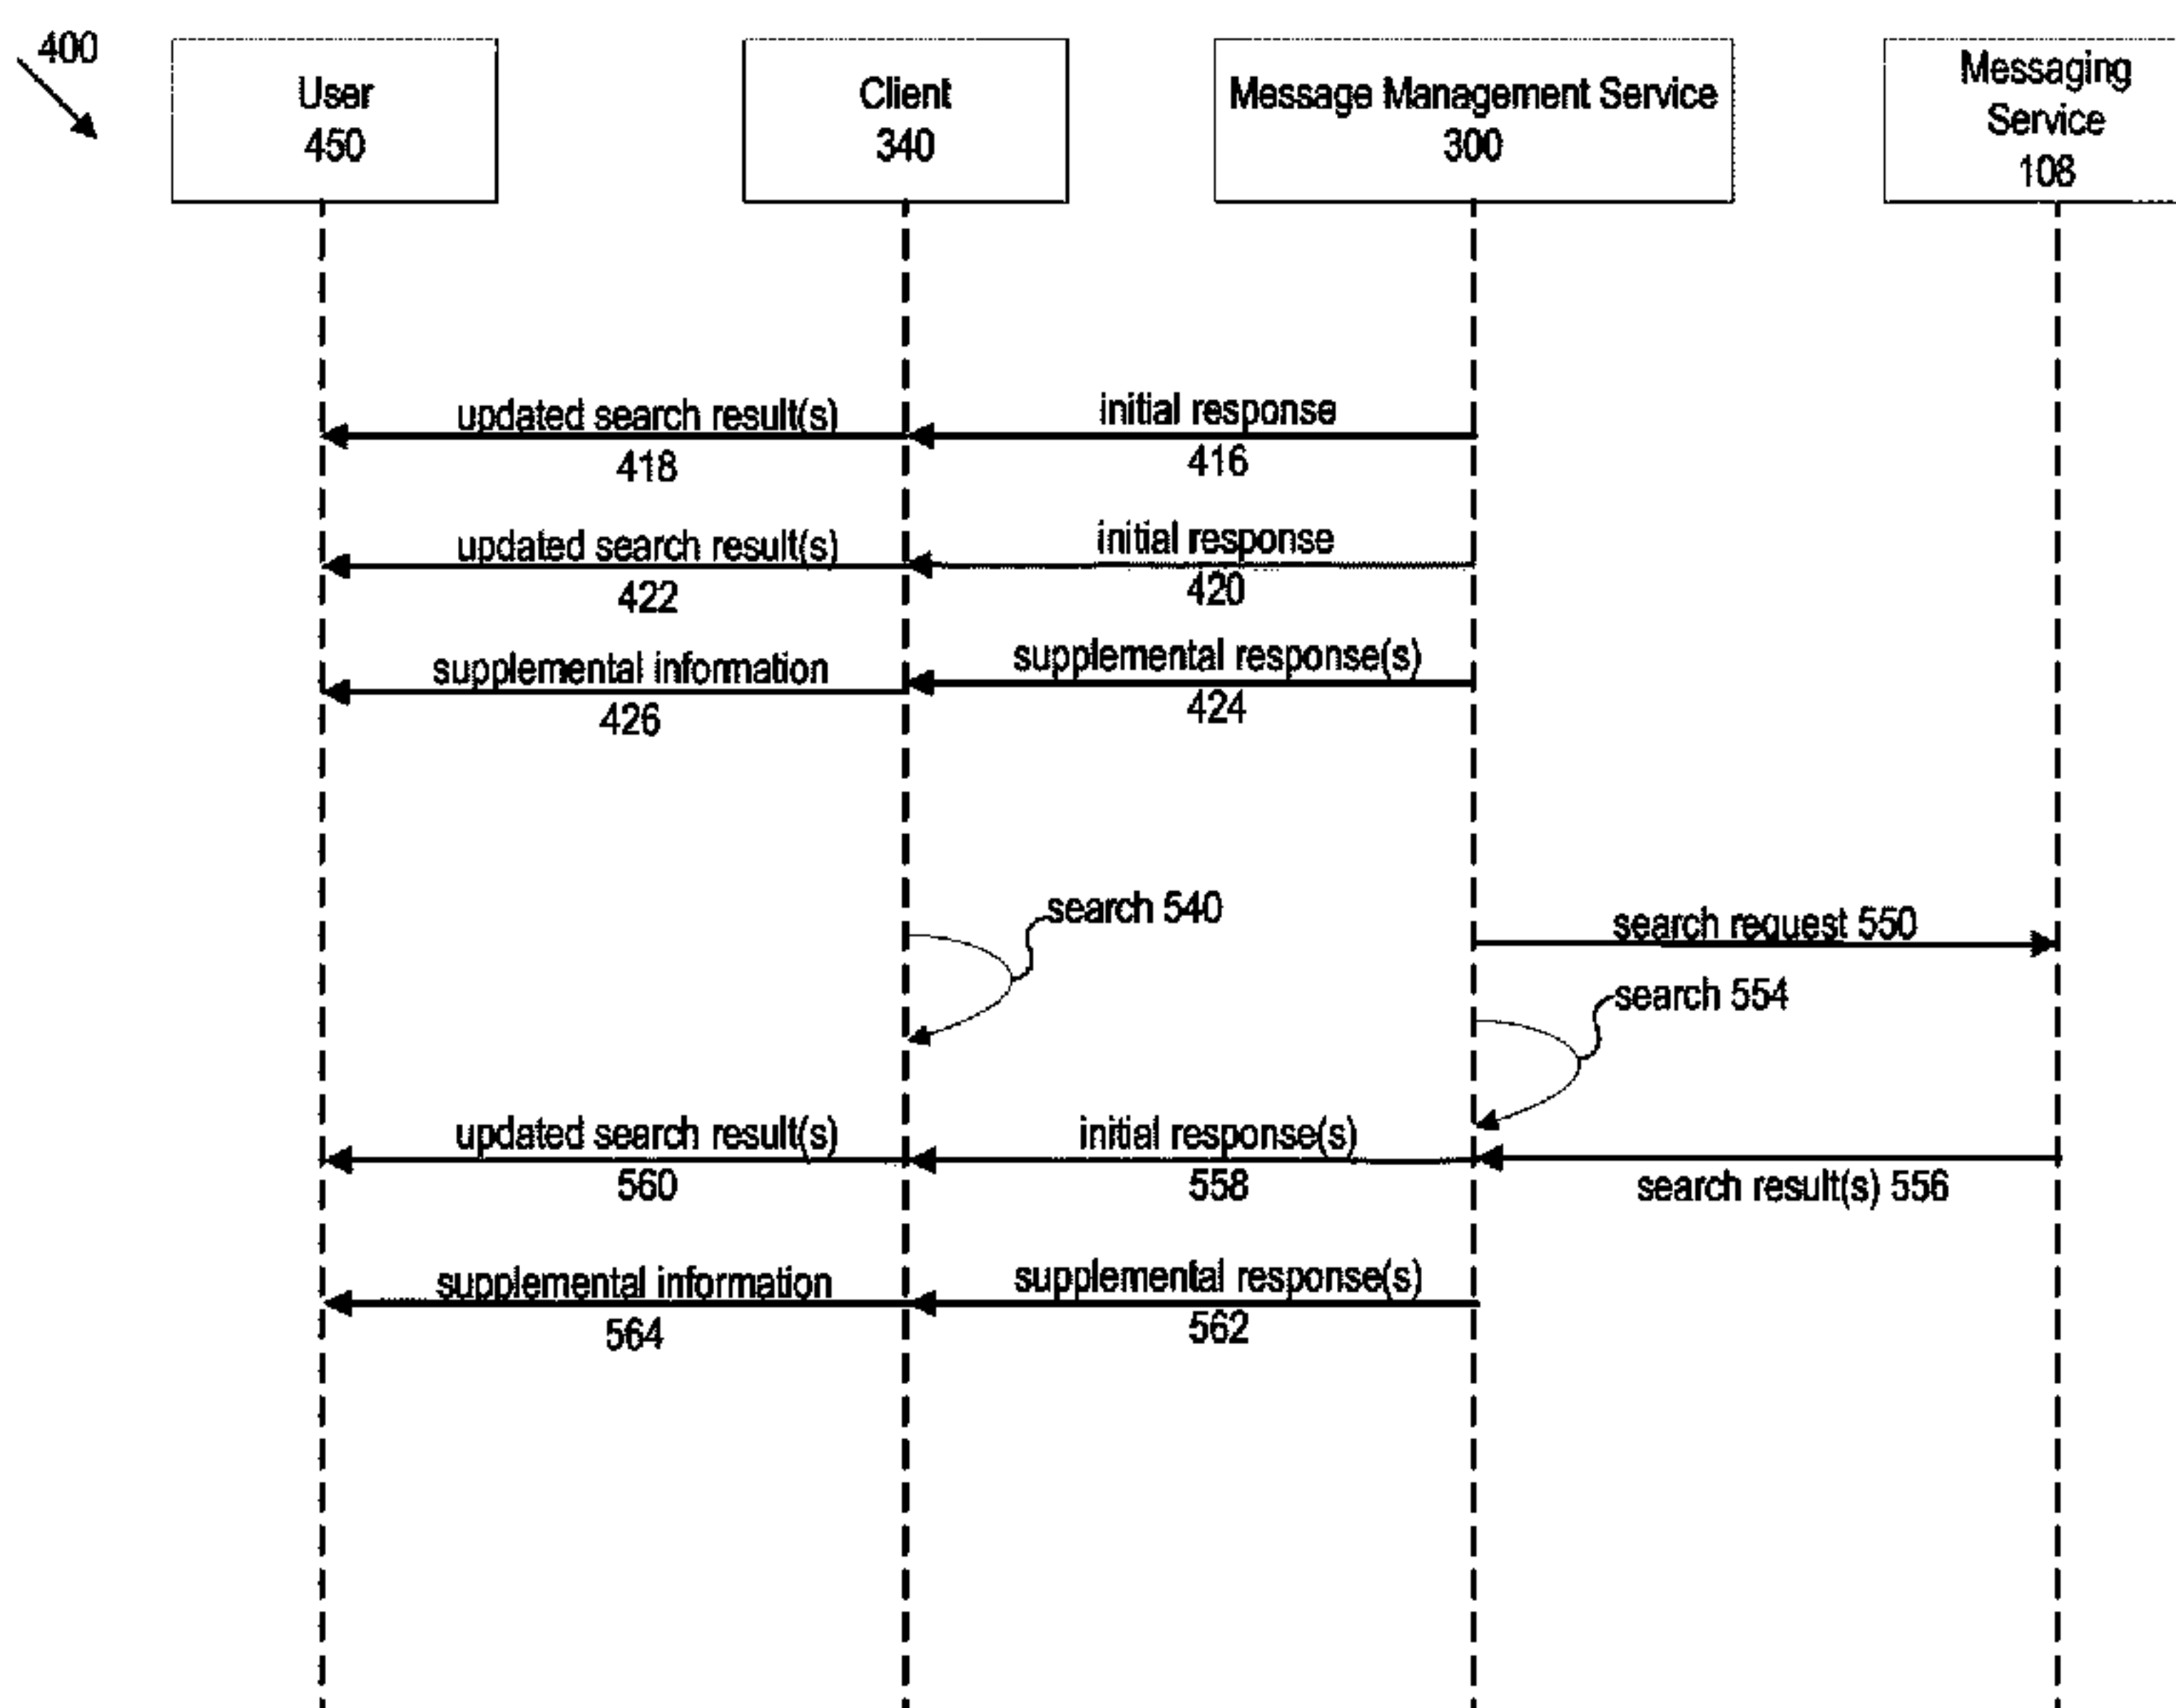 400
User
450
Client
340
Message Management Service
300
Messaging
Service
108
updated search result(s)
418
initial response
416
updated search result(s)
422
initial response
420
supplemental information
426
supplemental response(s)
424
search 540
search request 550
search 554
updated search result(s)
560
initial response(s)
558
search result(s) 556
supplemental information
564
supplemental response(s)
562